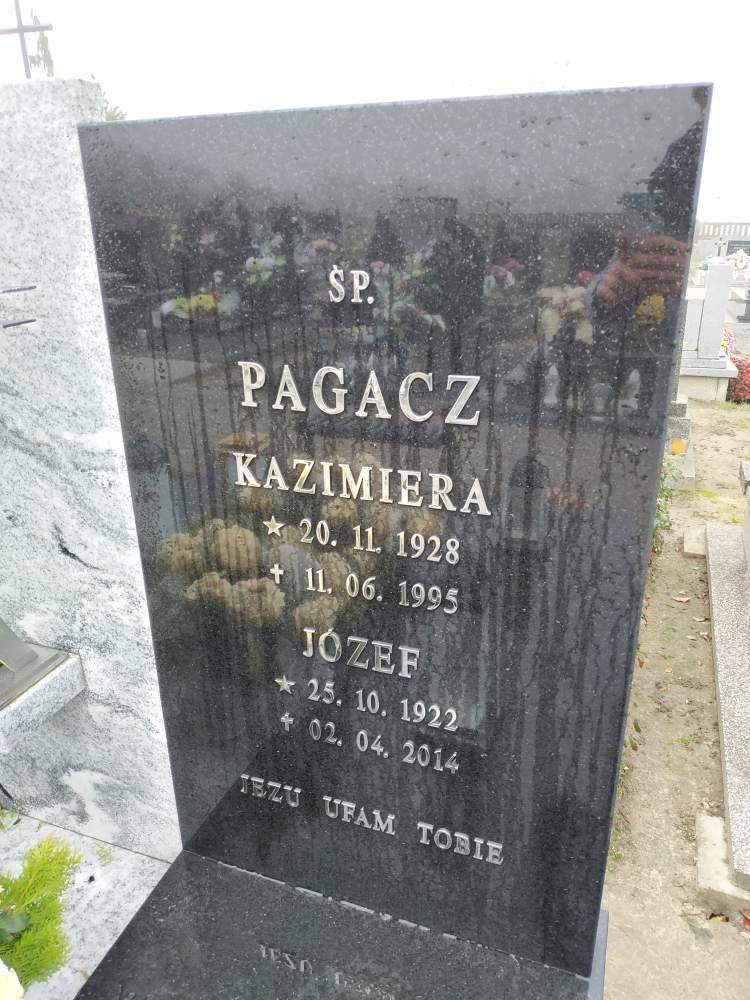 ŚP.
PAGACZ
KAZIMIERA
★ 20. 11. 1928
✝ 11. 06. 1995
JÓZEF
★ 25. 10. 1922
✝ 02. 04. 2014
JEZU UFAM TOBIE